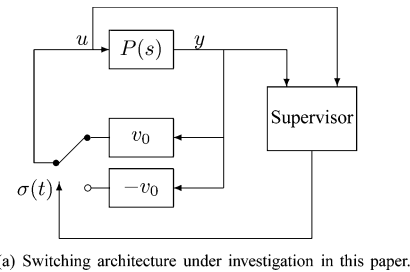 u
P(s)
y
v₀
Supervisor
σ(t)
−v₀
(a) Switching architecture under investigation in this paper.